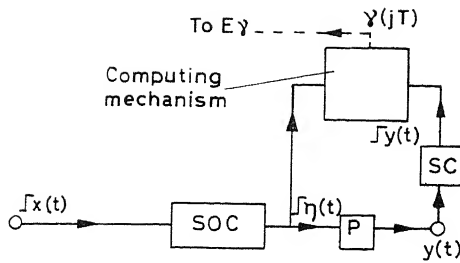 To Eγ
γ(jT)
Computing
mechanism
∫y(t)
SC
∫x(t)
SOC
∫η(t)
P
y(t)